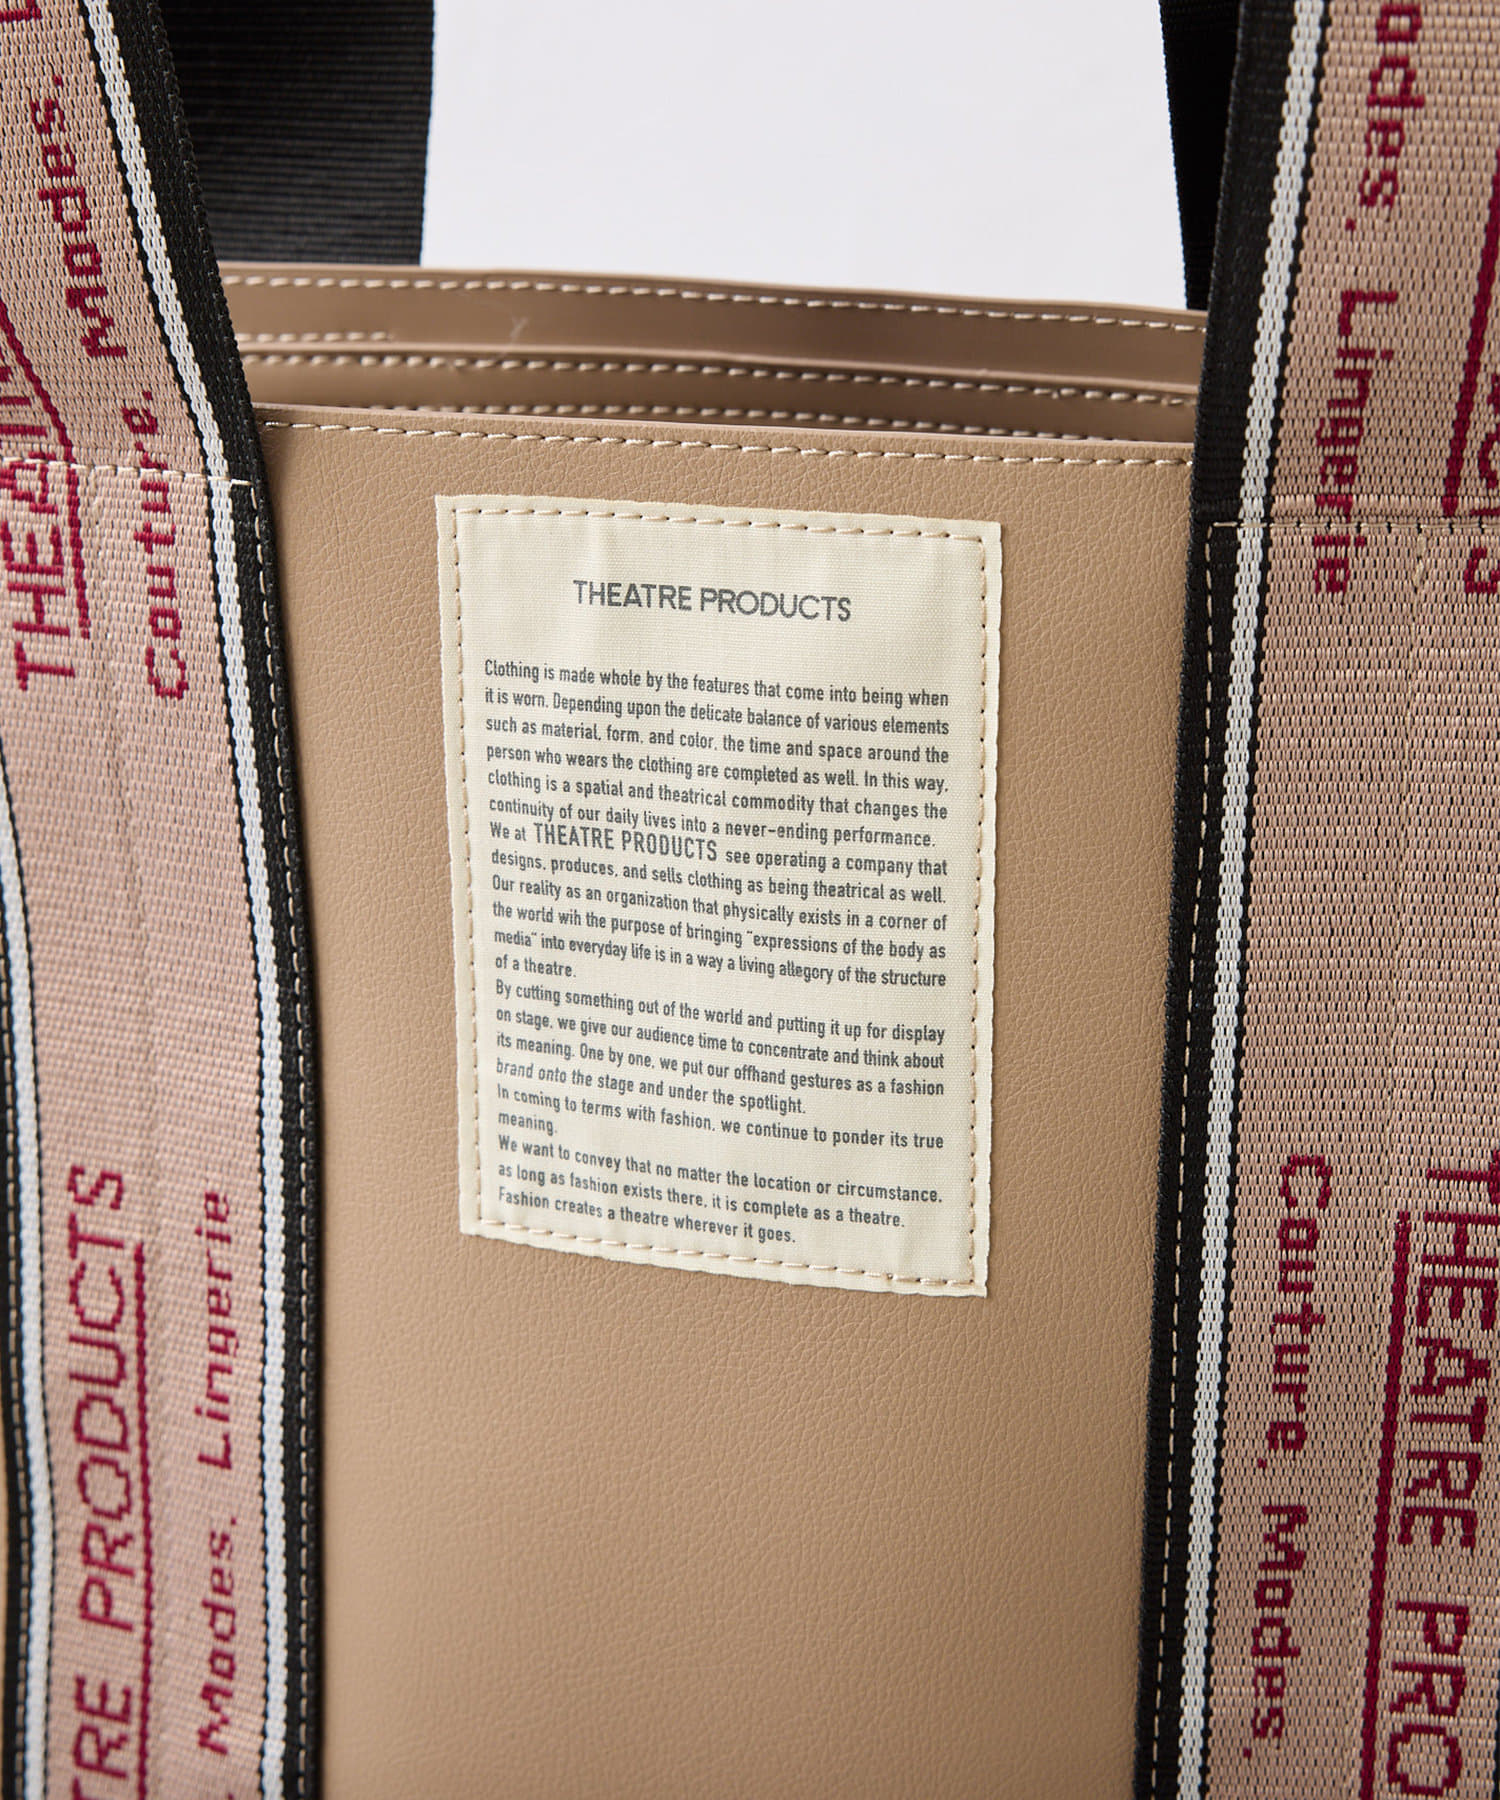 THEATRE PRODUCTS
Clothing is made whole by the features that come into being when
it is worn. Depending upon the delicate balance of various elements
such as material, form, and color, the time and space around the
person who wears the clothing are completed as well. In this way,
clothing is a spatial and theatrical commodity that changes the
continuity of our daily lives into a never-ending performance.
We at THEATRE PRODUCTS see operating a company that
designs, produces, and sells clothing as being theatrical as well.
Our reality as an organization that physically exists in a corner of
the world wih the purpose of bringing "expressions of the body as
media" into everyday life is in a way a living allegory of the structure
of a theatre.
By cutting something out of the world and putting it up for display
on stage, we give our audience time to concentrate and think about
its meaning. One by one, we put our offhand gestures as a fashion
brand onto the stage and under the spotlight.
In coming to terms with fashion, we continue to ponder its true
meaning.
We want to convey that no matter the location or circumstance,
as long as fashion exists there, it is complete as a theatre.
Fashion creates a theatre wherever it goes.
Couture. Modes.
PRODUCTS
Modes. Lingerie
Lingerie
THEATRE
Couture. Modes.